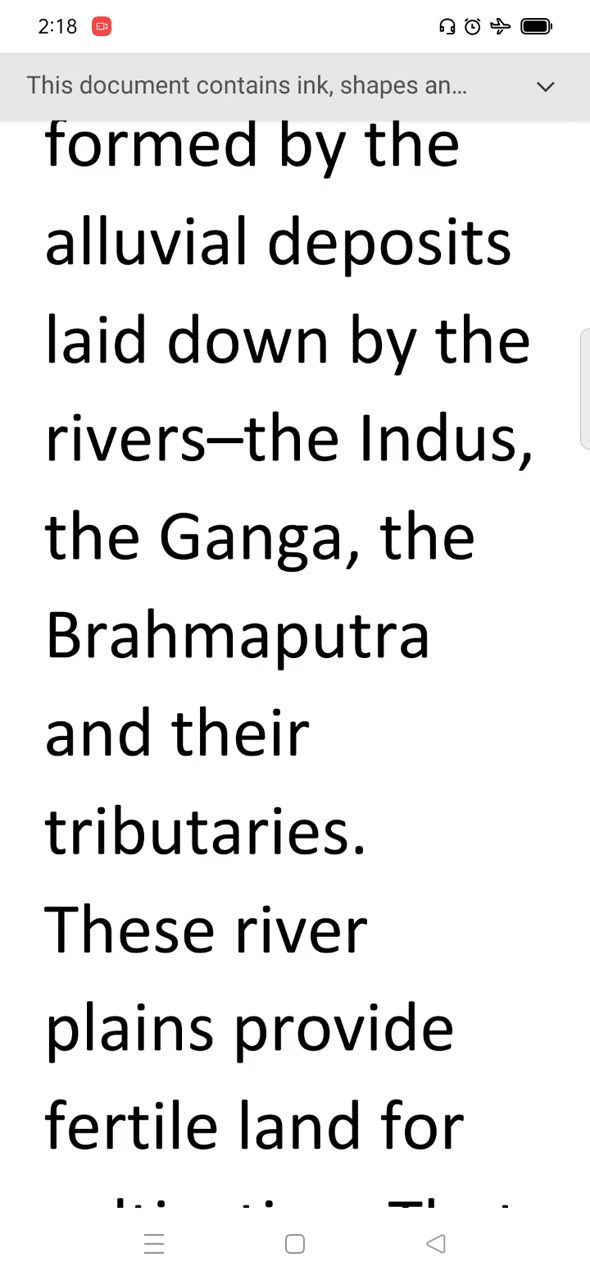 2:18
This document contains ink, shapes an...
formed by the
alluvial deposits
laid down by the
rivers–the Indus,
the Ganga, the
Brahmaputra
and their
tributaries.
These river
plains provide
fertile land for